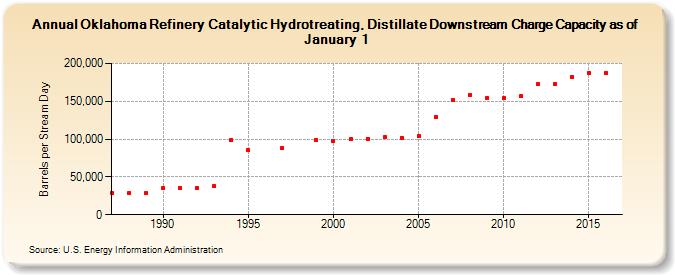 Annual Oklahoma Refinery Catalytic Hydrotreating, Distillate Downstream Charge Capacity as of
January 1
Barrels per Stream Day
200,000
150,000
100,000
50,000
0
1990 1995 2000 2005 2010 2015
Source: U.S. Energy Information Administration